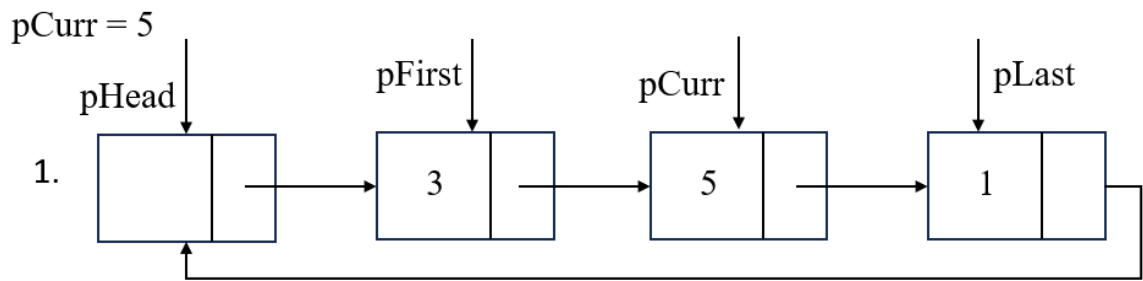 pCurr = 5
pHead
pFirst
pCurr
pLast
1.
3
5
1